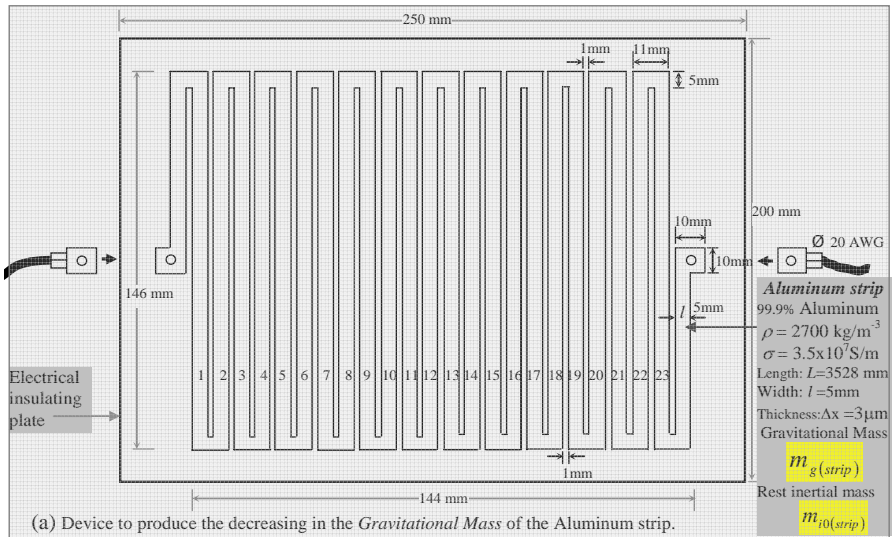 250 mm
1mm
11mm
5mm
200 mm
10mm
Ø 20 AWG
10mm
146 mm
l 5mm
1 2 3 4 5 6 7 8 9 10 11 12 13 14 15 16 17 18 19 20 21 22 23
Electrical
insulating
plate
Aluminum strip
99.9% Aluminum
ρ = 2700 kg/m⁻³
σ = 3.5x10⁷S/m
Length: L=3528 mm
Width: l =5mm
Thickness:Δx =3μm
Gravitational Mass
m g(strip)
Rest inertial mass
m i0(strip)
1mm
144 mm
(a) Device to produce the decreasing in the Gravitational Mass of the Aluminum strip.